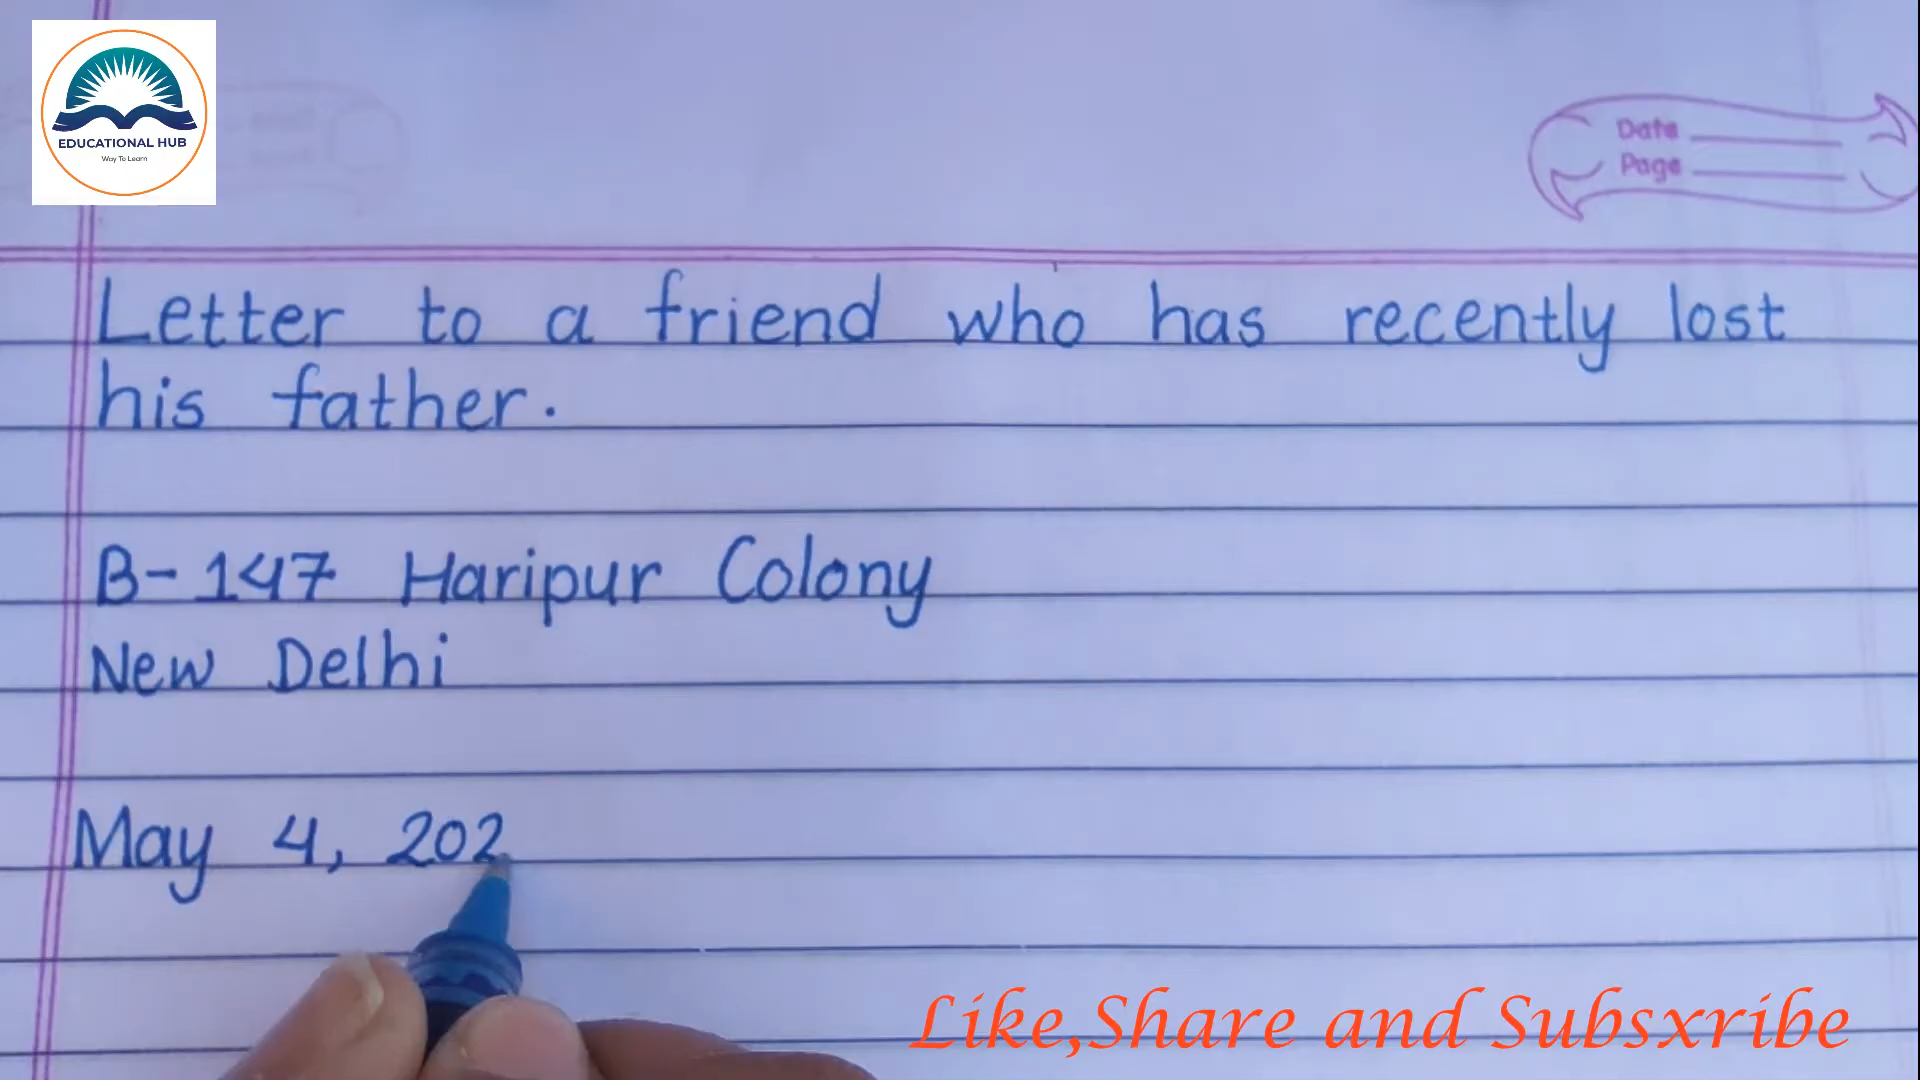 EDUCATIONAL HUB
Way To Learn
Date
Page
Letter to a friend who has recently lost
his father.
B-147 Haripur Colony
New Delhi
May 4, 202
Like,Share and Subsxribe